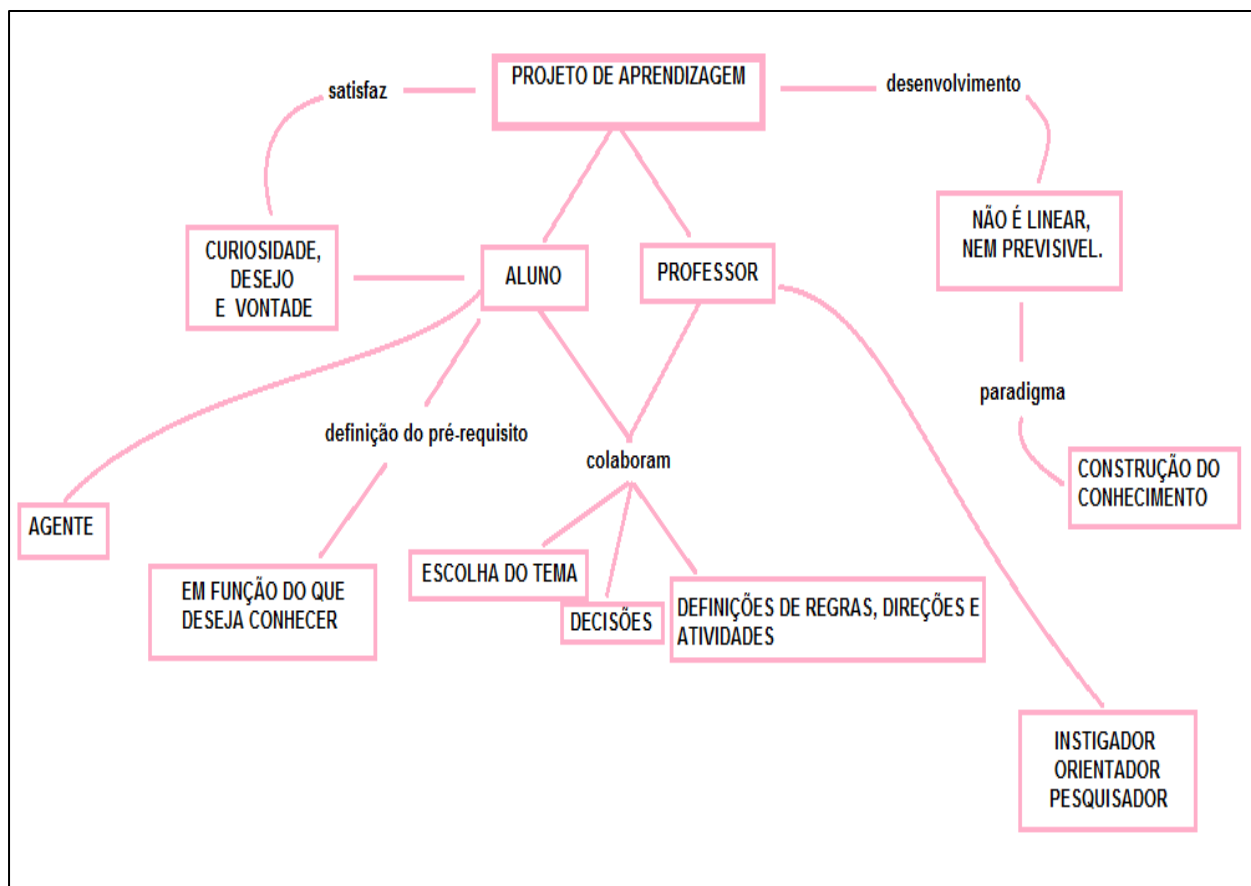 PROJETO DE APRENDIZAGEM
satisfaz
desenvolvimento
CURIOSIDADE,
DESEJO
E VONTADE
ALUNO
PROFESSOR
NÃO É LINEAR,
NEM PREVISIVEL.
paradigma
definição do pré-requisito
colaboram
CONSTRUÇÃO DO
CONHECIMENTO
AGENTE
EM FUNÇÃO DO QUE
DESEJA CONHECER
ESCOLHA DO TEMA
DECISÕES
DEFINIÇÕES DE REGRAS, DIREÇÕES E
ATIVIDADES
INSTIGADOR
ORIENTADOR
PESQUISADOR